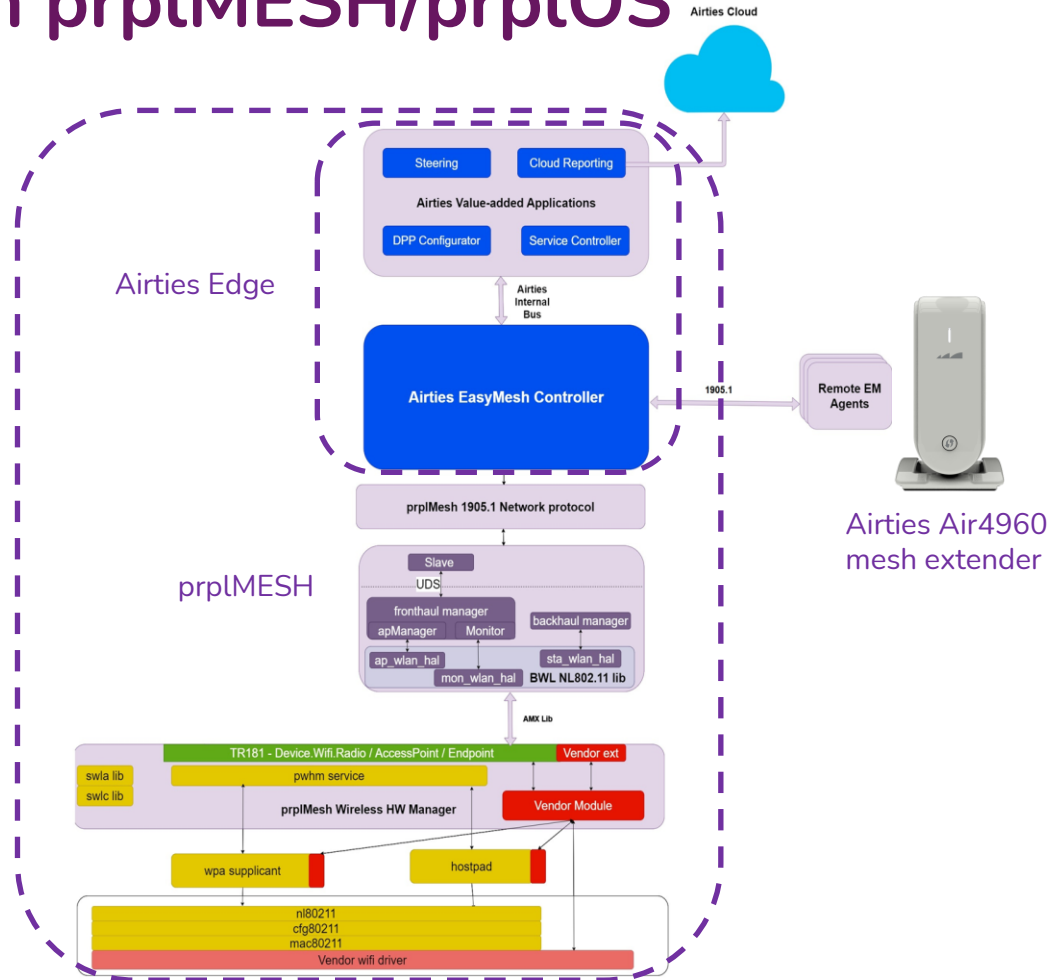 prplMESH/prplOS
Airties Cloud
Steering
Cloud Reporting
Airties Value-added Applications
DPP Configurator
Service Controller
Airties Edge
Airties
Internal
Bus
Airties EasyMesh Controller
1905.1
Remote EM
Agents
prplMesh 1905.1 Network protocol
Airties Air4960
mesh extender
prplMESH
Slave
UDS
fronthaul manager
apManager
Monitor
backhaul manager
ap_wlan_hal
sta_wlan_hal
mon_wlan_hal
BWL NL802.11 lib
AMX Lib
TR181 - Device.Wifi.Radio / AccessPoint / Endpoint
Vendor ext
swla lib
pwhm service
swlc lib
prplMesh Wireless HW Manager
Vendor Module
wpa supplicant
hostpad
nl80211
cfg80211
mac80211
Vendor wifi driver